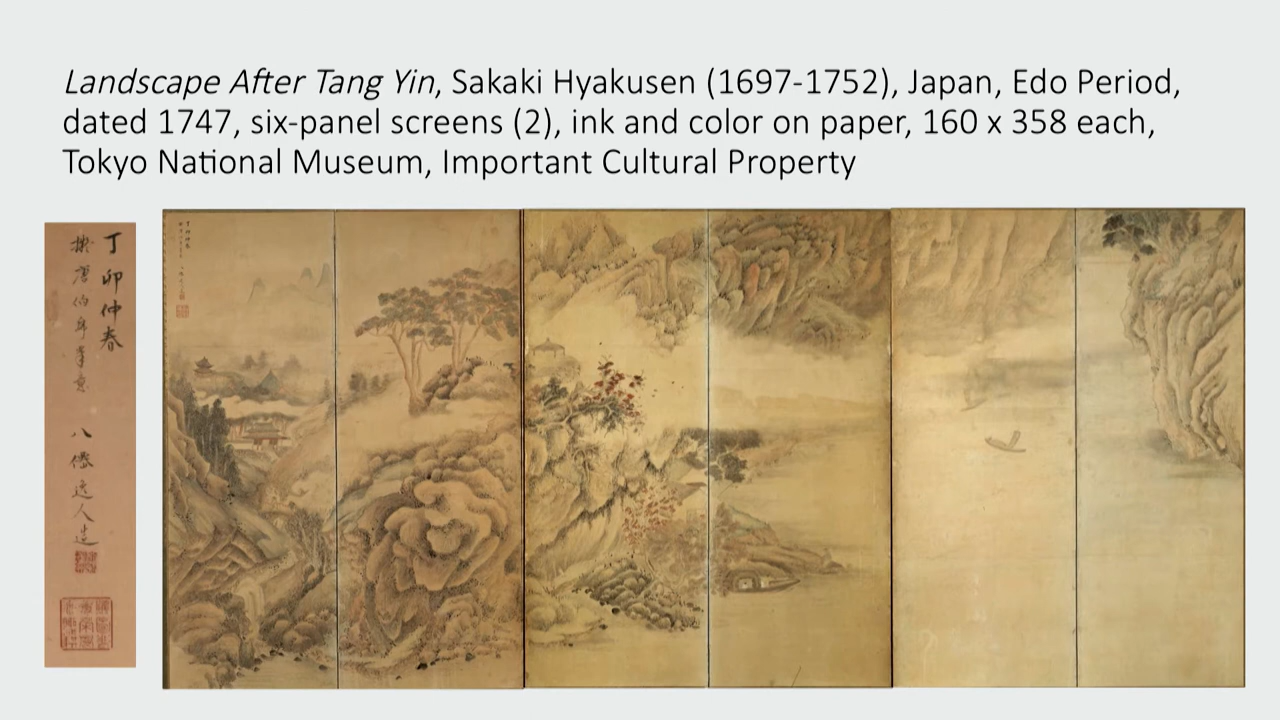 Landscape After Tang Yin, Sakaki Hyakusen (1697-1752), Japan, Edo Period,
dated 1747, six-panel screens (2), ink and color on paper, 160 x 358 each,
Tokyo National Museum, Important Cultural Property
丁卯仲春
擬唐伯虎筆意 八僊逸人達